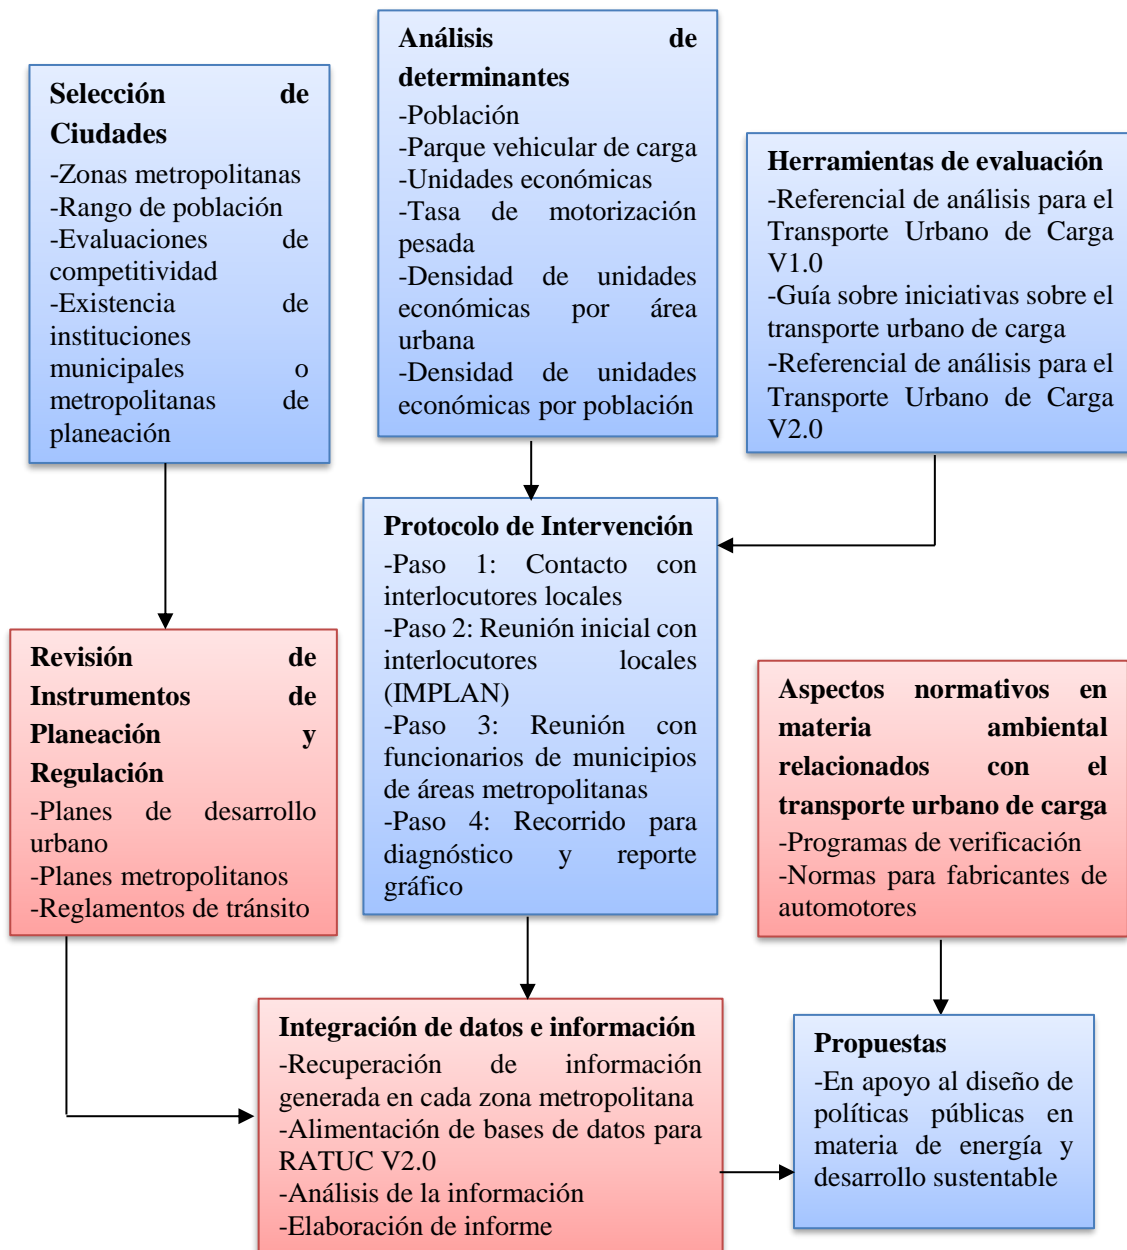 Selección de
Ciudades
-Zonas metropolitanas
-Rango de población
-Evaluaciones de
competitividad
-Existencia de
instituciones
municipales o
metropolitanas de
planeación
Análisis de
determinantes
-Población
-Parque vehicular de carga
-Unidades económicas
-Tasa de motorización
pesada
-Densidad de unidades
económicas por área
urbana
-Densidad de unidades
económicas por población
Herramientas de evaluación
-Referencial de análisis para el
Transporte Urbano de Carga
V1.0
-Guía sobre iniciativas sobre el
transporte urbano de carga
-Referencial de análisis para el
Transporte Urbano de Carga
V2.0
Protocolo de Intervención
-Paso 1: Contacto con
interlocutores locales
-Paso 2: Reunión inicial con
interlocutores locales
(IMPLAN)
-Paso 3: Reunión con
funcionarios de municipios
de áreas metropolitanas
-Paso 4: Recorrido para
diagnóstico y reporte
gráfico
Revisión de
Instrumentos de
Planeación y
Regulación
-Planes de desarrollo
urbano
-Planes metropolitanos
-Reglamentos de tránsito
Aspectos normativos en
materia ambiental
relacionados con el
transporte urbano de carga
-Programas de verificación
-Normas para fabricantes de
automotores
Integración de datos e información
-Recuperación de información
generada en cada zona metropolitana
-Alimentación de bases de datos para
RATUC V2.0
-Análisis de la información
-Elaboración de informe
Propuestas
-En apoyo al diseño de
políticas públicas en
materia de energía y
desarrollo sustentable